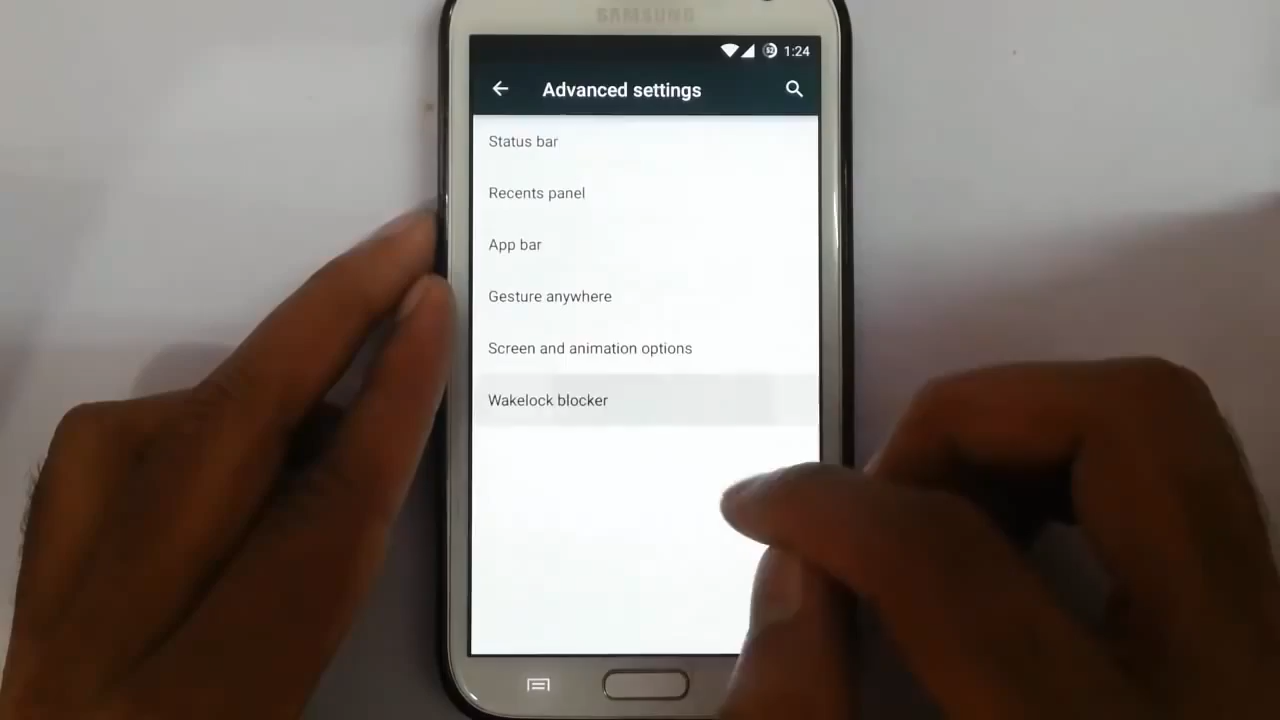 SAMSUNG
52 1:24
Advanced settings
Status bar
Recents panel
App bar
Gesture anywhere
Screen and animation options
Wakelock blocker